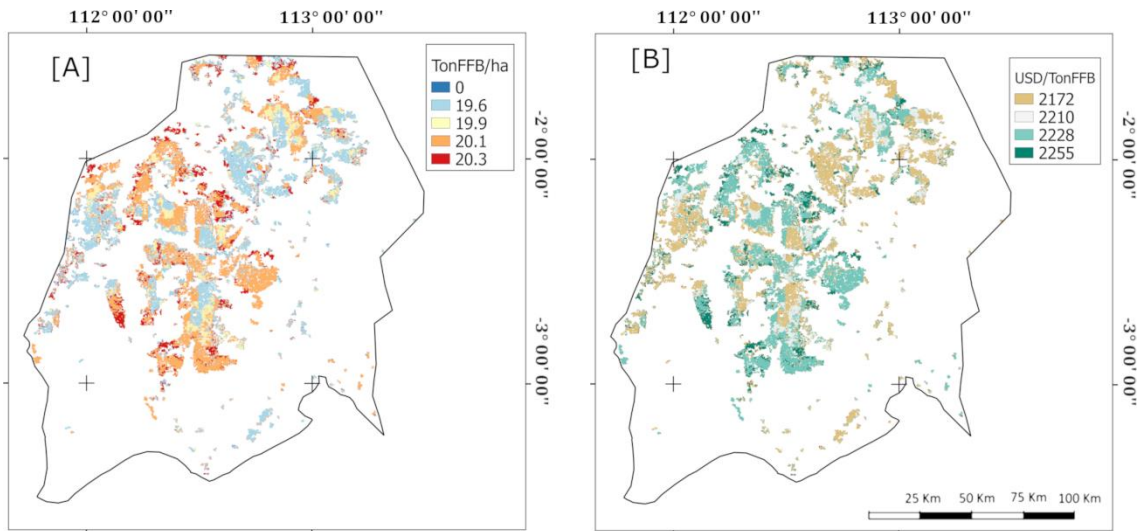 112°00'00" 113°00'00" 112°00'00" 113°00'00"
[A] [B]
TonFFB/ha
0
19.6
19.9
20.1
20.3
USD/TonFFB
2172
2210
2228
2255
-2°00'00" -2°00'00"
-3°00'00" -3°00'00"
25 Km 50 Km 75 Km 100 Km